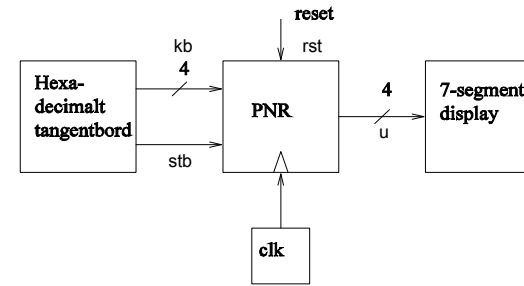 reset
kb
rst
4
Hexa-
decimalt
tangentbord
PNR
4
7-segment
display
u
stb
clk